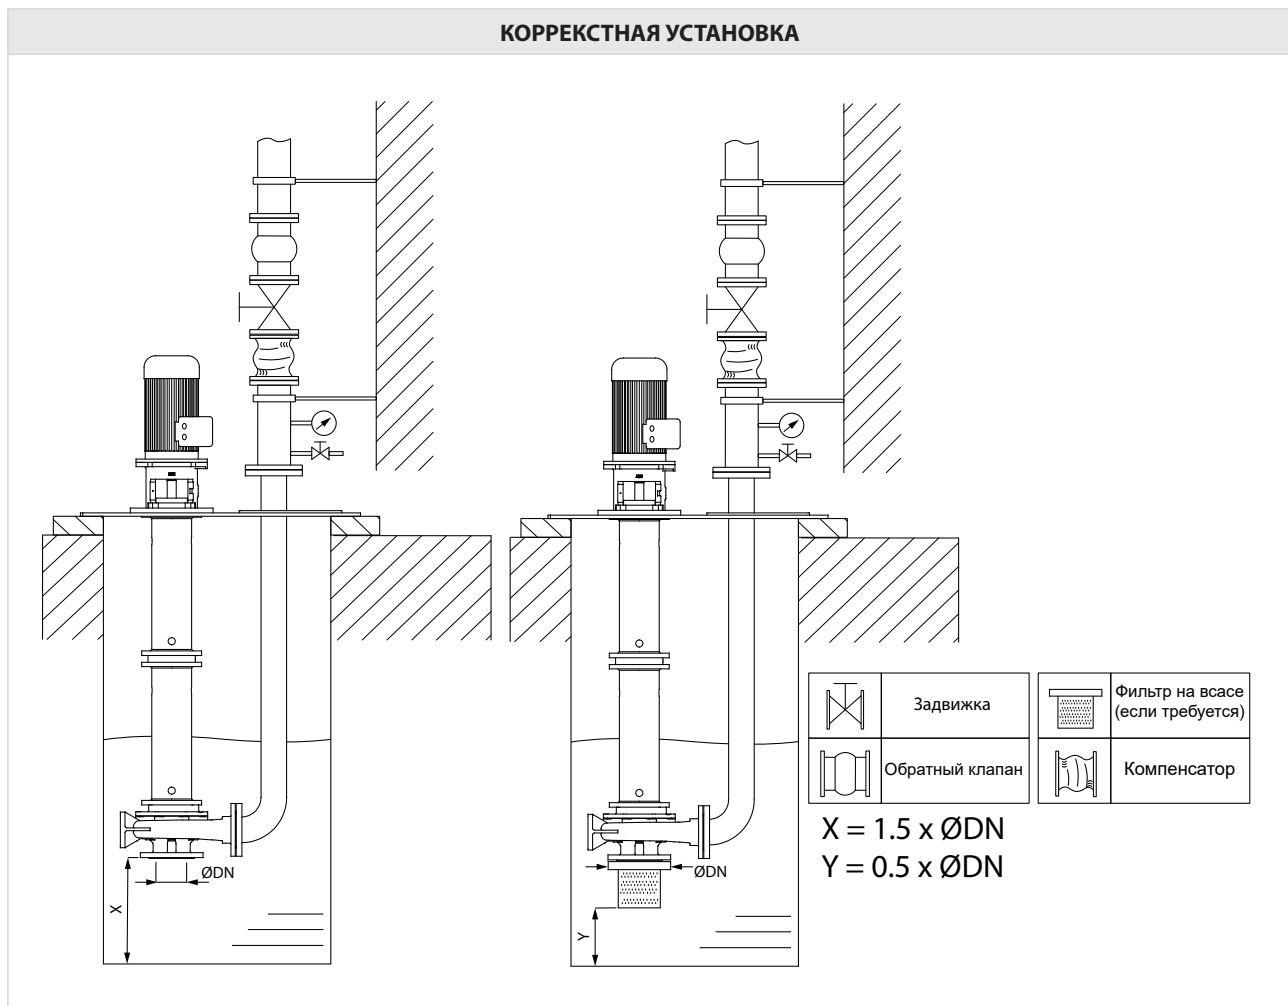 КОРРЕКСТНАЯ УСТАНОВКА
ØDN
X
ØDN
Y
Задвижка
Обратный клапан
Фильтр на всасе
(если требуется)
Компенсатор
X = 1.5 x ØDN
Y = 0.5 x ØDN